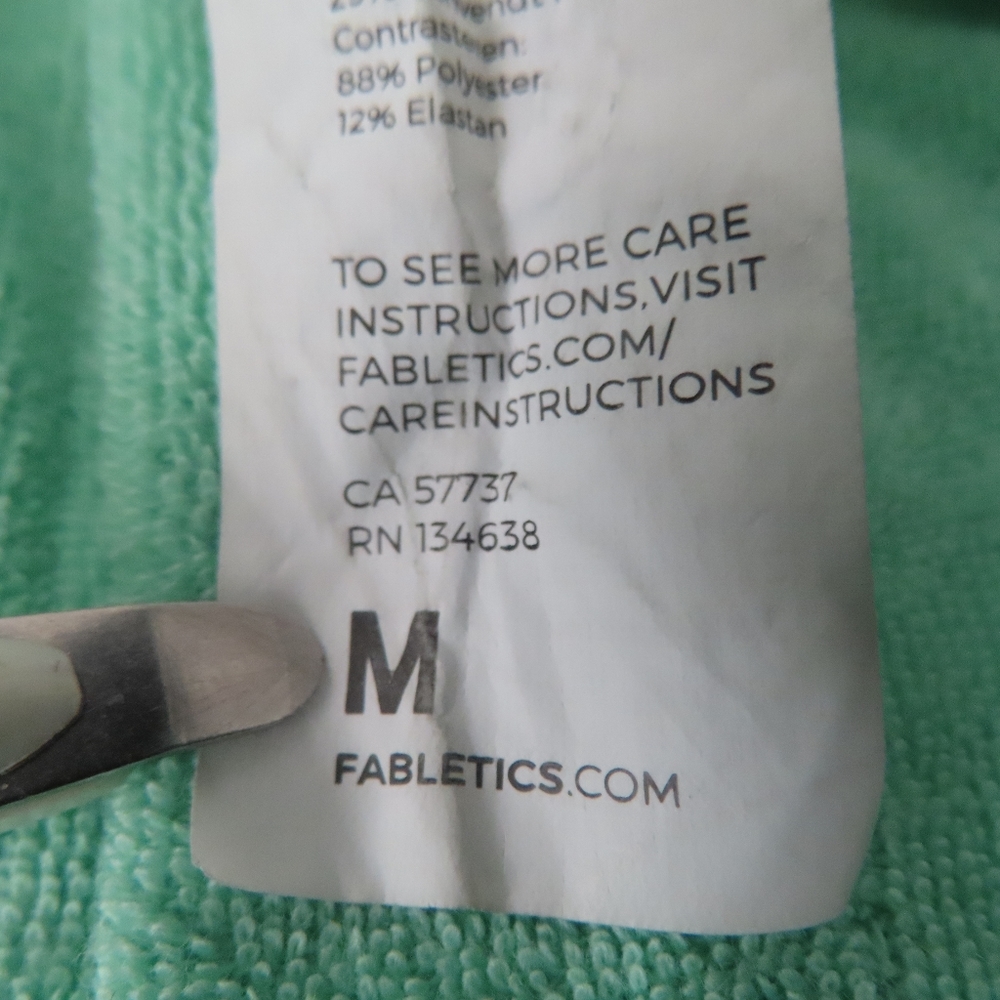 Contrasteren:
88% Polyester
12% Elastan
TO SEE MORE CARE
INSTRUCTIONS,VISIT
FABLETICS.COM/
CAREINSTRUCTIONS
CA 57737
RN 134638
M
FABLETICS.COM